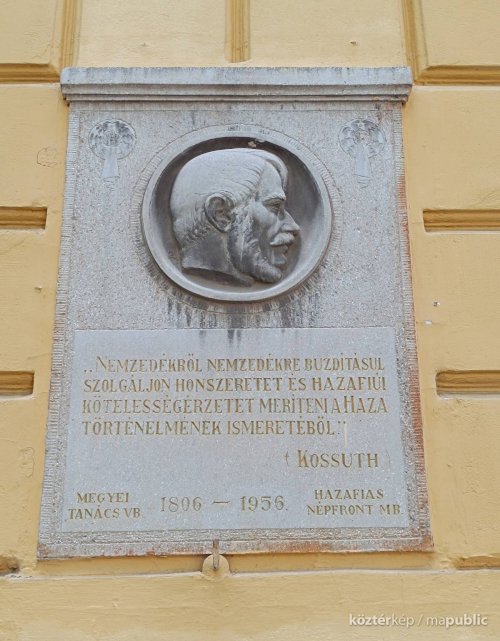 „Nemzedékről nemzedékre buzdításul
szolgáljon honszeretet és hazafiúi
kötelességérzetet meríteni a Haza
történelmének ismeretéből”
(Kossuth)
MEGYEI
TANÁCS VB.
1806 — 1956.
HAZAFIAS
NÉPFRONT MB.
köztérkép / mapublic